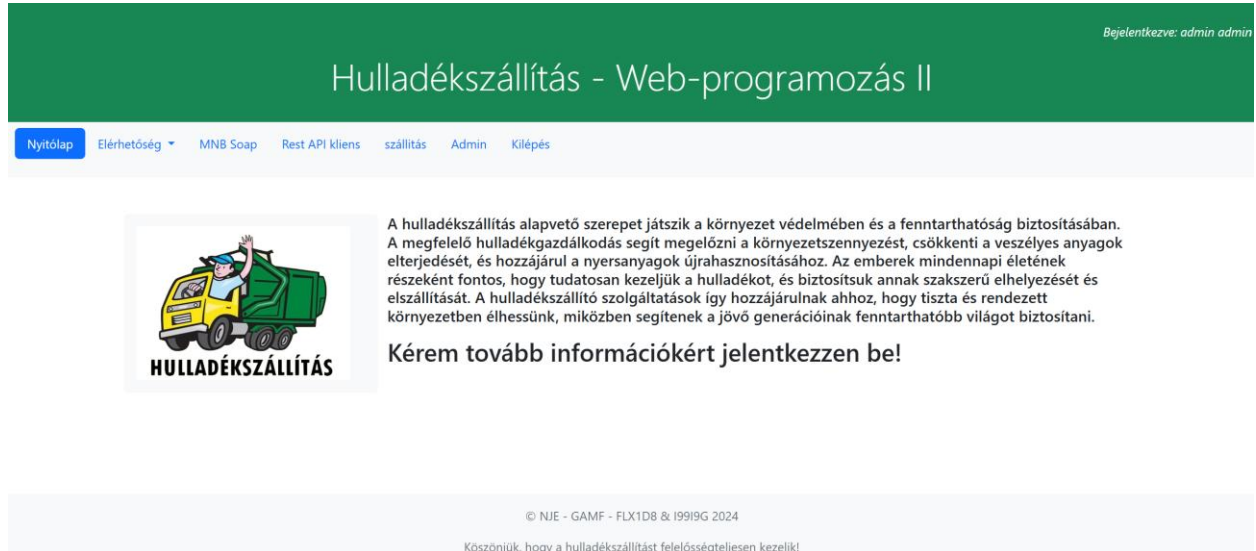 Bejelentkezve: admin admin
Hulladékszállítás - Web-programozás II
Nyitólap Elérhetőség MNB Soap Rest API kliens szállitás Admin Kilépés
A hulladékszállítás alapvető szerepet játszik a környezet védelmében és a fenntarthatóság biztosításában.
A megfelelő hulladékgazdálkodás segít megelőzni a környezetszennyezést, csökkenti a veszélyes anyagok
elterjedését, és hozzájárul a nyersanyagok újrahasznosításához. Az emberek mindennapi életének
részeként fontos, hogy tudatosan kezeljük a hulladékot, és biztosítsuk annak szakszerű elhelyezését és
elszállítását. A hulladékszállító szolgáltatások így hozzájárulnak ahhoz, hogy tiszta és rendezett
környezetben élhessünk, miközben segítenek a jövő generációinak fenntarthatóbb világot biztosítani.
HULLADÉKSZÁLLÍTÁS
Kérem tovább információkért jelentkezzen be!
© NJE - GAMF - FLX1D8 & I99I9G 2024
Köszönjük, hogy a hulladékszállítást felelősségteljesen kezelik!